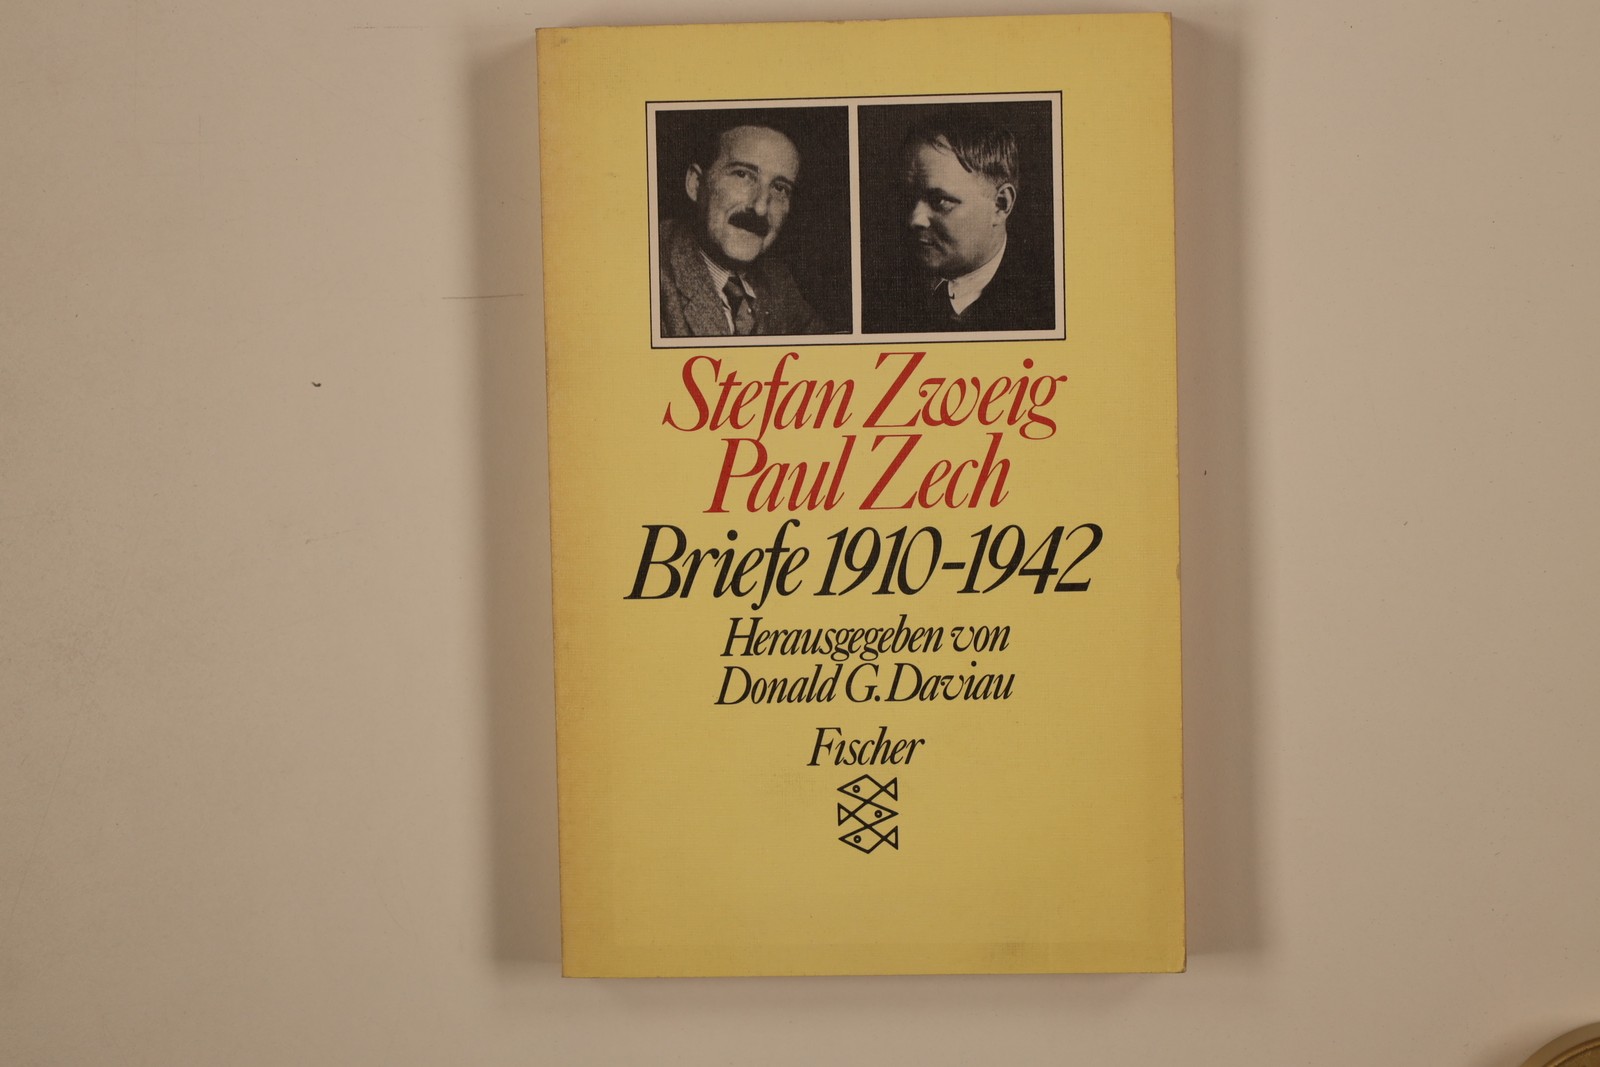 Stefan Zweig
Paul Zech
Briefe 1910-1942
Herausgegeben von
Donald G. Daviau
Fischer